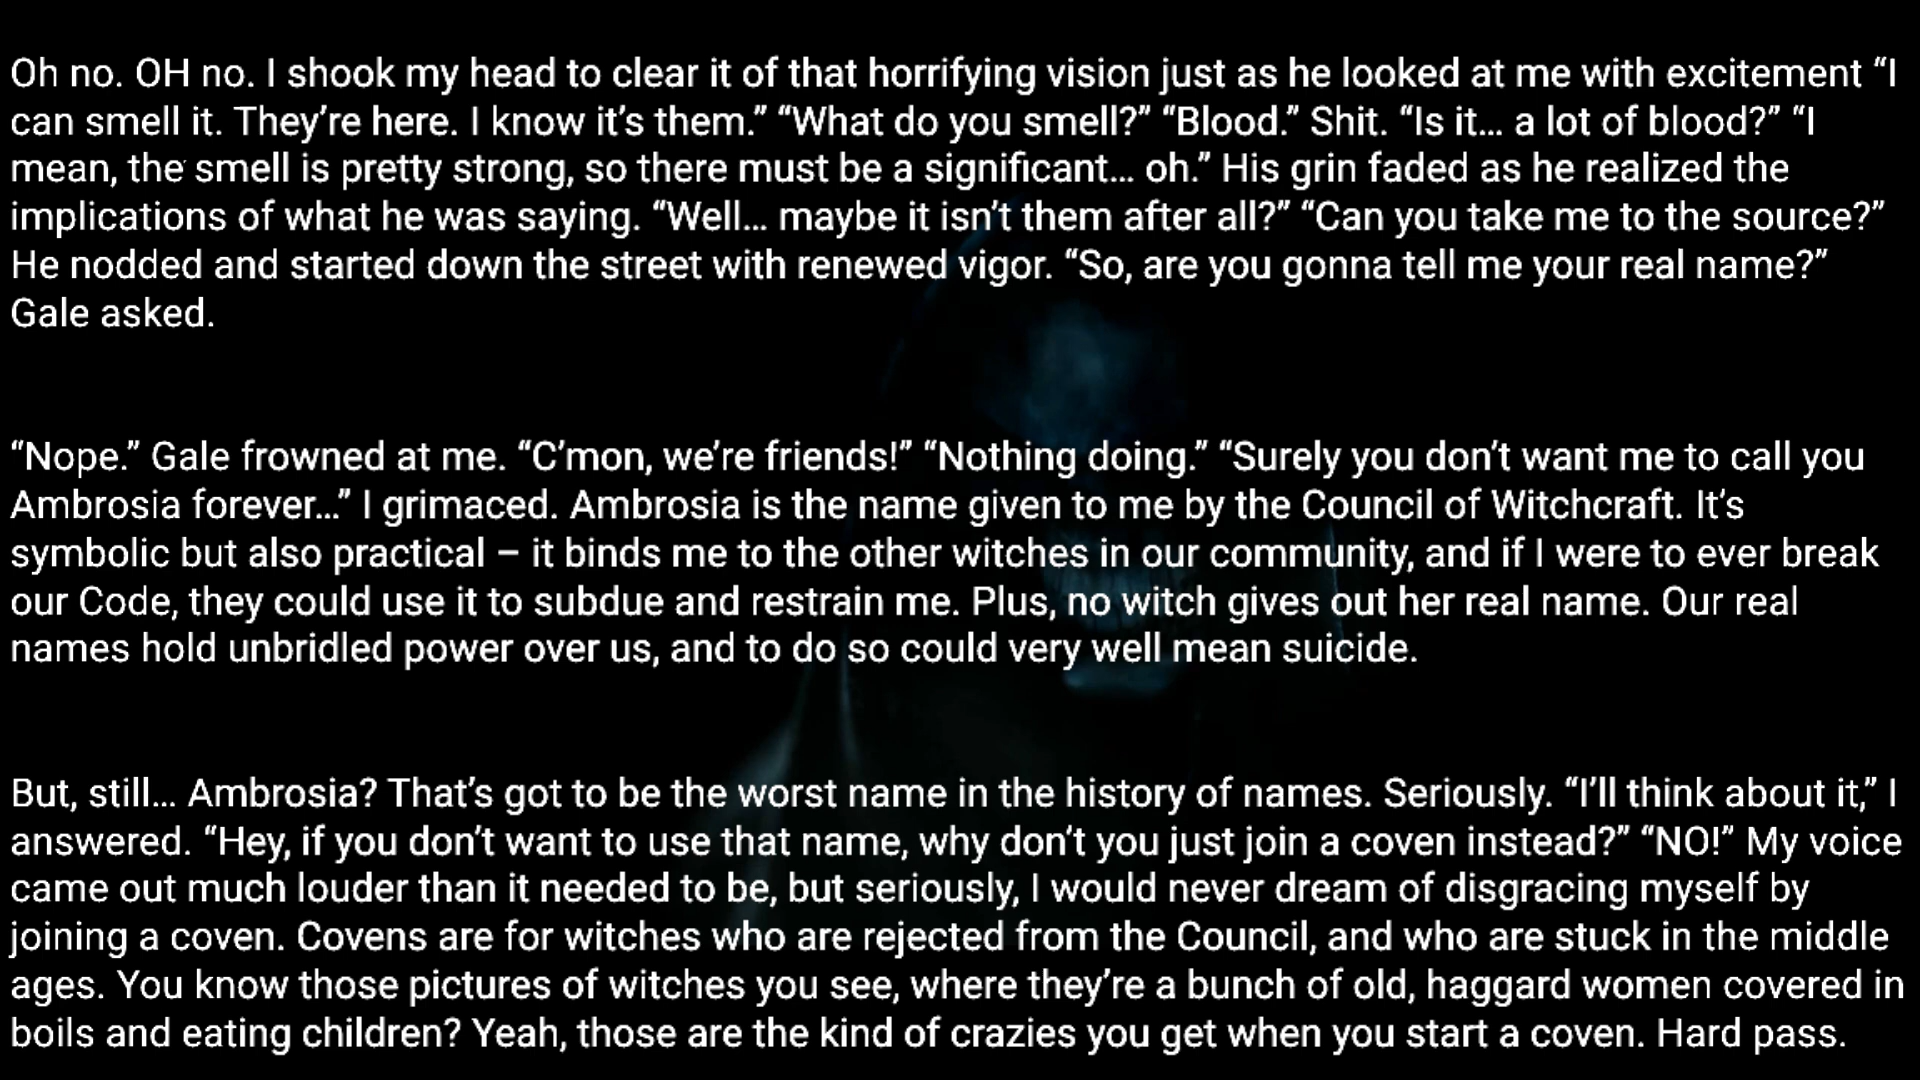 Oh no. OH no. I shook my head to clear it of that horrifying vision just as he looked at me with excitement “I
can smell it. They’re here. I know it’s them.” “What do you smell?” “Blood.” Shit. “Is it… a lot of blood?” “I
mean, the smell is pretty strong, so there must be a significant… oh.” His grin faded as he realized the
implications of what he was saying. “Well… maybe it isn’t them after all?” “Can you take me to the source?”
He nodded and started down the street with renewed vigor. “So, are you gonna tell me your real name?”
Gale asked.
“Nope.” Gale frowned at me. “C’mon, we’re friends!” “Nothing doing.” “Surely you don’t want me to call you
Ambrosia forever…” I grimaced. Ambrosia is the name given to me by the Council of Witchcraft. It’s
symbolic but also practical – it binds me to the other witches in our community, and if I were to ever break
our Code, they could use it to subdue and restrain me. Plus, no witch gives out her real name. Our real
names hold unbridled power over us, and to do so could very well mean suicide.
But, still… Ambrosia? That’s got to be the worst name in the history of names. Seriously. “I’ll think about it,” I
answered. “Hey, if you don’t want to use that name, why don’t you just join a coven instead?” “NO!” My voice
came out much louder than it needed to be, but seriously, I would never dream of disgracing myself by
joining a coven. Covens are for witches who are rejected from the Council, and who are stuck in the middle
ages. You know those pictures of witches you see, where they’re a bunch of old, haggard women covered in
boils and eating children? Yeah, those are the kind of crazies you get when you start a coven. Hard pass.